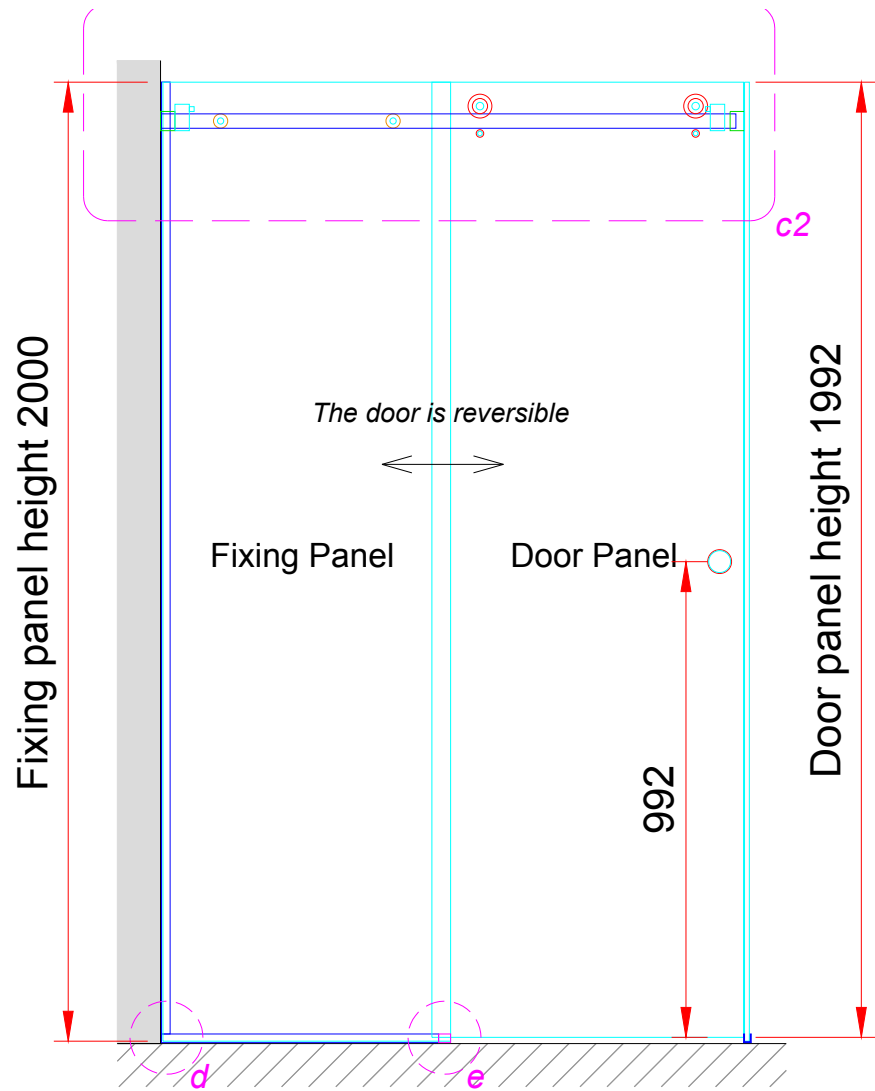 c2
Fixing panel height 2000
The door is reversible
Door panel height 1992
Fixing Panel
Door Panel
992
d
e